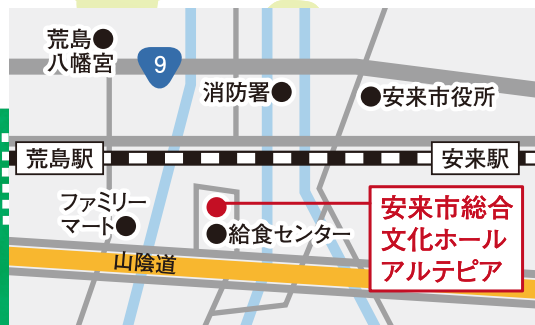 荒島
八幡宮
9
消防署
安来市役所
荒島駅
安来駅
ファミリー
マート
給食センター
安来市総合
文化ホール
アルテピア
山陰道